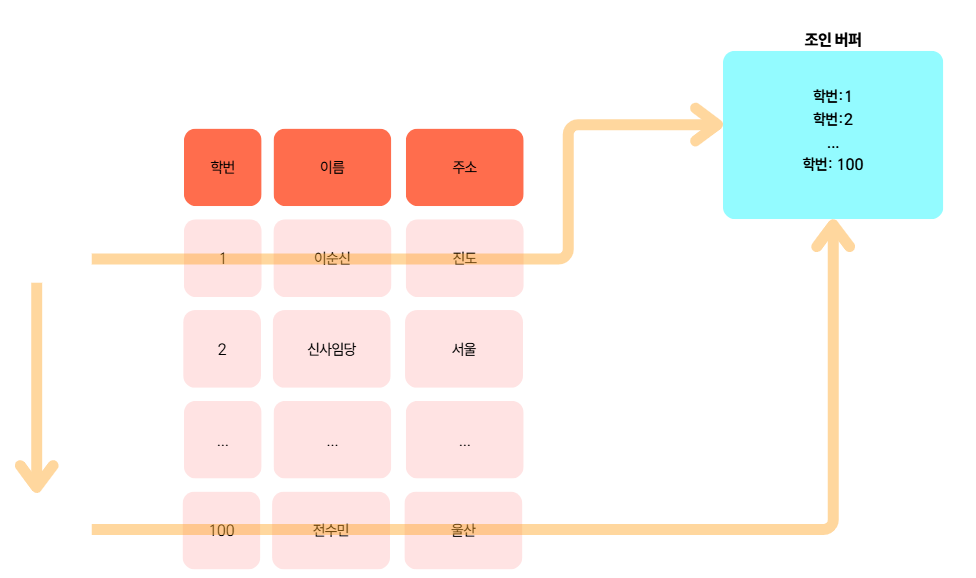 조인 버퍼
학번:1
학번:2
...
학번: 100
학번 이름 주소
1 이순신 진도
2 신사임당 서울
... ... ...
100 전수민 울산